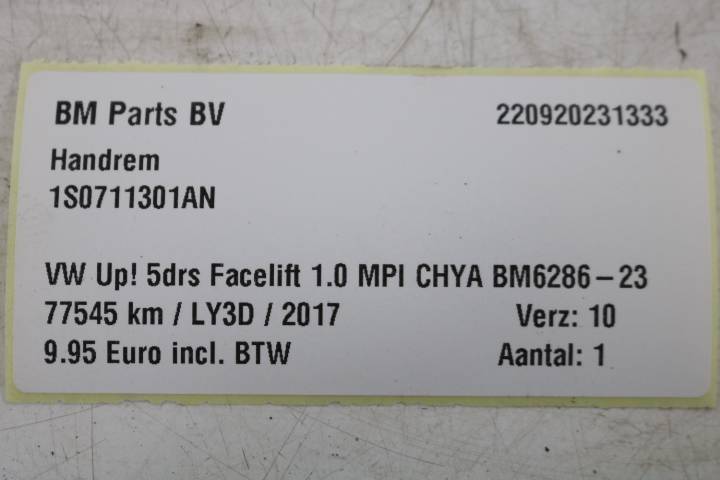 BM Parts BV 220920231333
Handrem
1S0711301AN
VW Up! 5drs Facelift 1.0 MPI CHYA BM6286-23
77545 km / LY3D / 2017 Verz: 10
9.95 Euro incl. BTW Aantal: 1